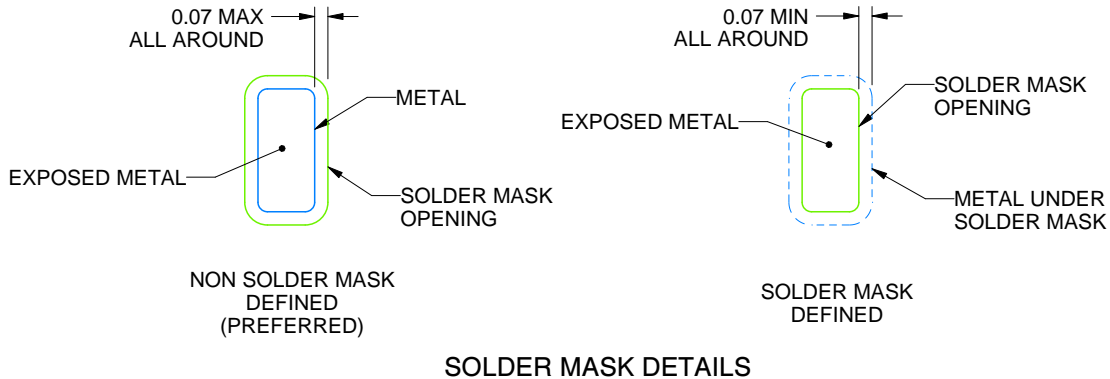 0.07 MAX
ALL AROUND
METAL
EXPOSED METAL
SOLDER MASK
OPENING
NON SOLDER MASK
DEFINED
(PREFERRED)
0.07 MIN
ALL AROUND
SOLDER MASK
OPENING
EXPOSED METAL
METAL UNDER
SOLDER MASK
SOLDER MASK
DEFINED
SOLDER MASK DETAILS